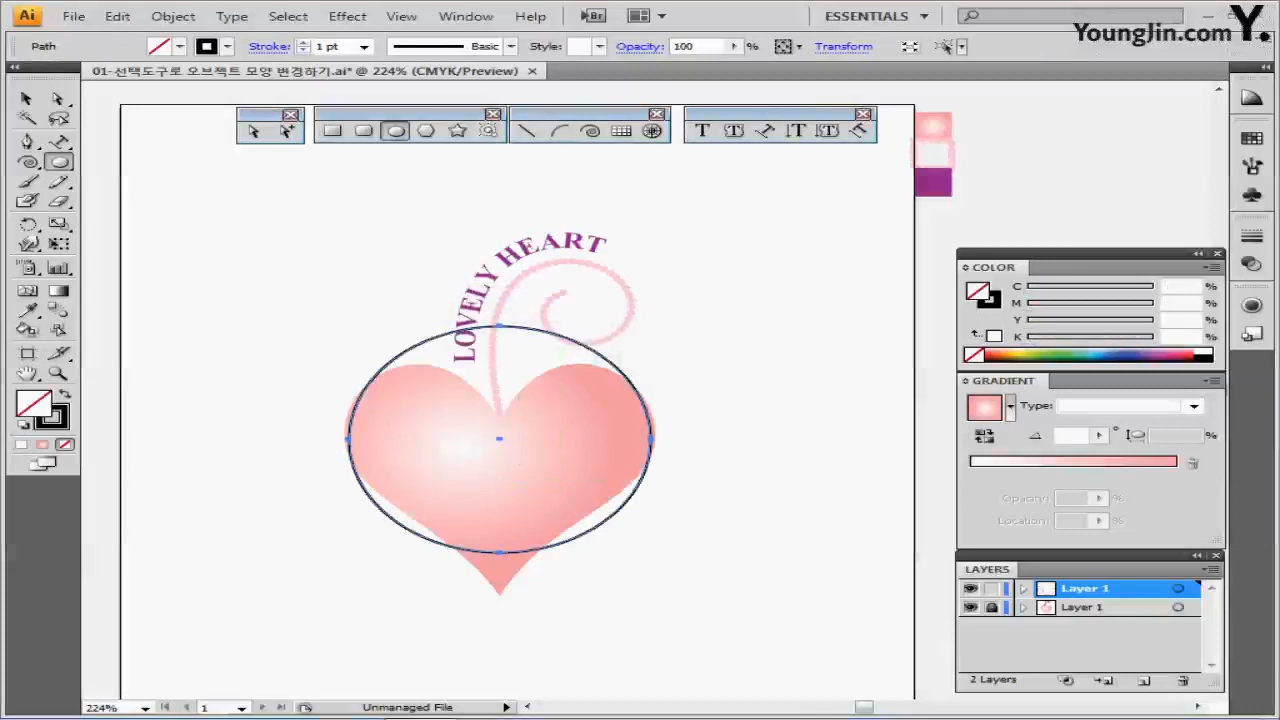 Ai File Edit Object Type Select Effect View Window Help Br ESSENTIALS
YoungJin.com Y.
Path Stroke: 1 pt Basic Style: Opacity: 100 % Transform
01-선택도구로 오브젝트 모양 변경하기.ai* @ 224% (CMYK/Preview)
T T T T T T
LOVELY HEART
COLOR
C %
M %
Y %
K %
GRADIENT
Type:
° %
Opacity: %
Location: %
LAYERS
Layer 1
Layer 1
2 Layers
224% 1 Unmanaged File